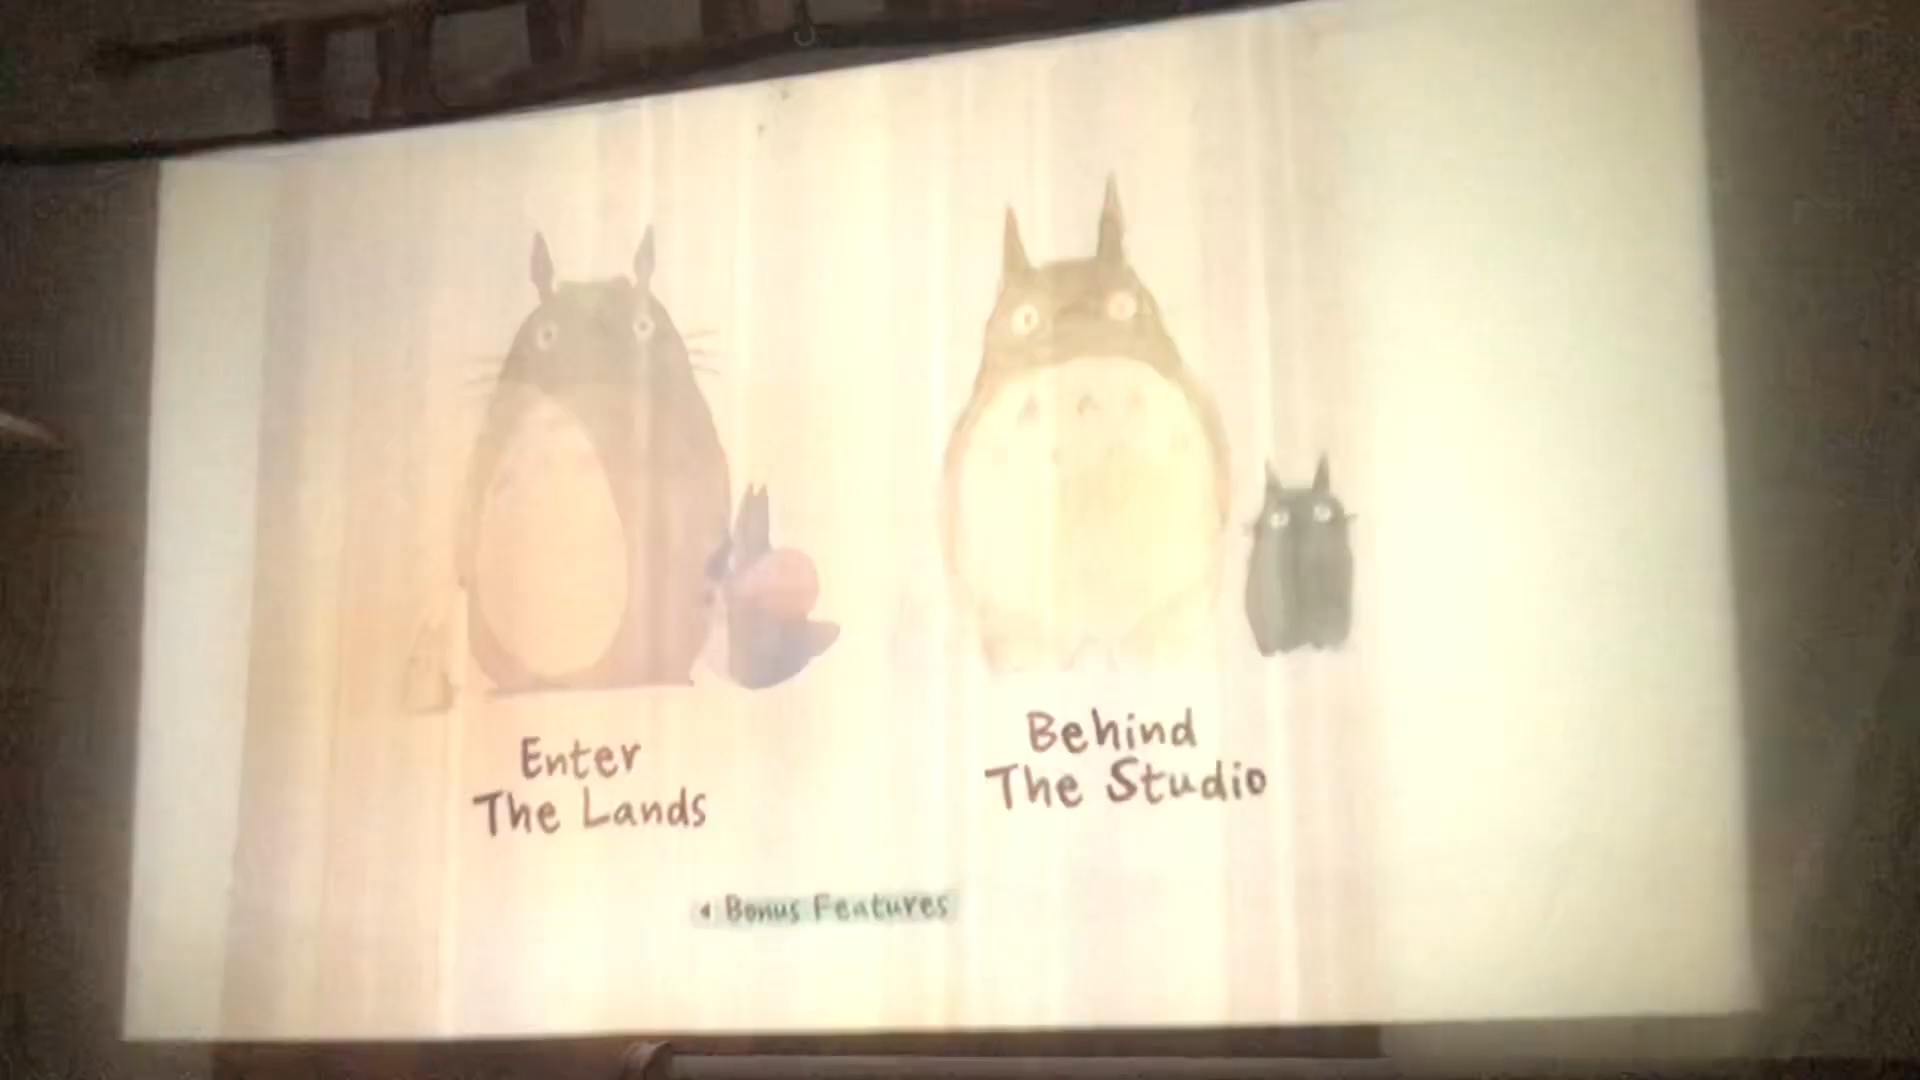 Enter
The Lands
Behind
The Studio
Bonus Features